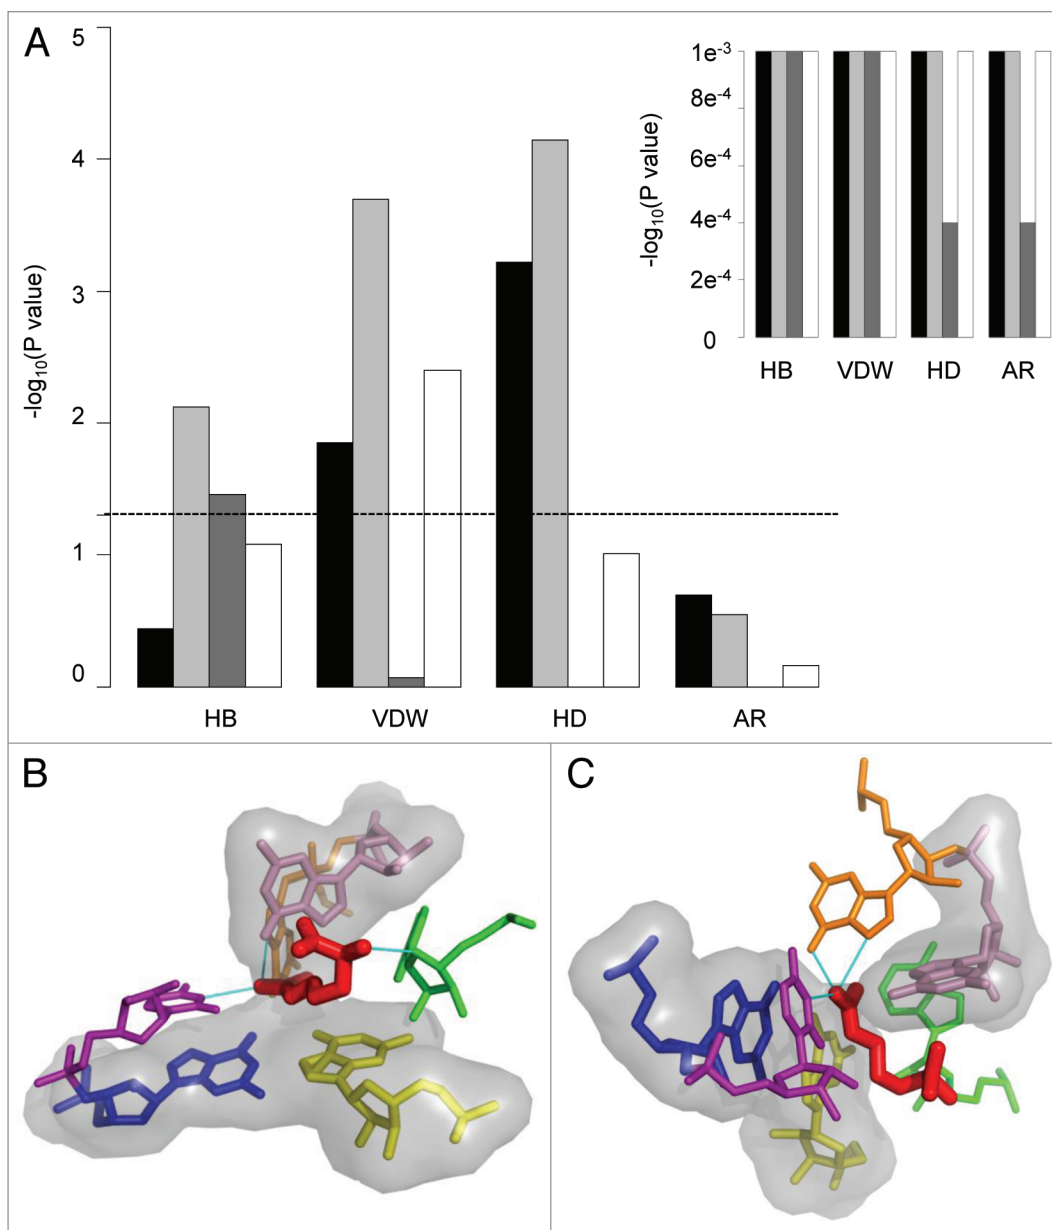 A
5
4
3
2
1
0
-log10(P value)
HB VDW HD AR
1e-3
8e-4
6e-4
4e-4
2e-4
0
-log10(P value)
HB VDW HD AR
B
C